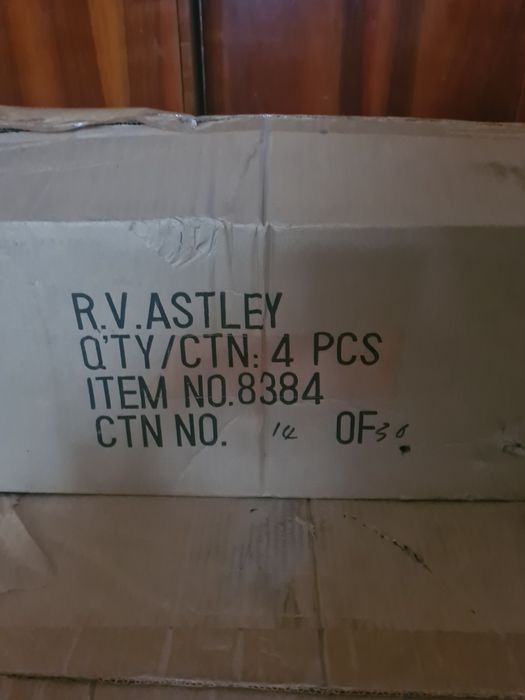 R.V.ASTLEY
Q'TY/CTN: 4 PCS
ITEM NO.8384
CTN NO. 14 OF 30